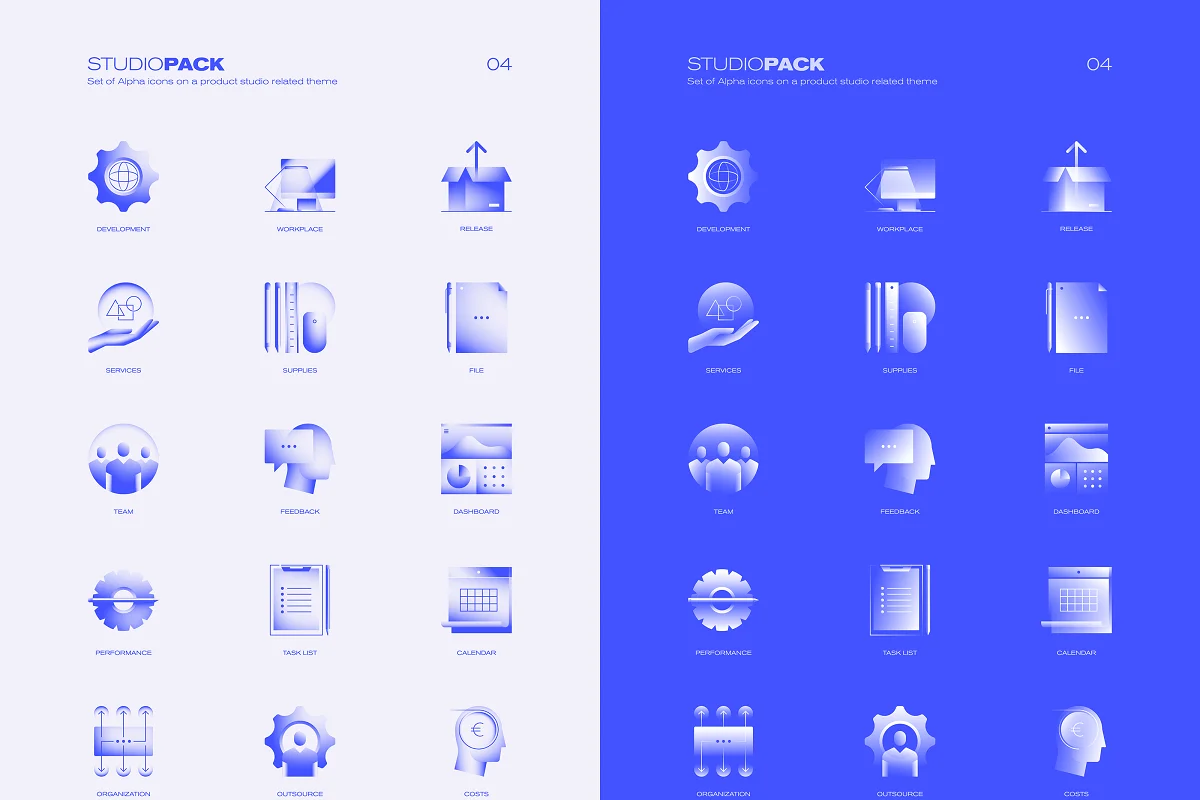 STUDIOPACK 04
Set of Alpha icons on a product studio related theme
DEVELOPMENT WORKPLACE RELEASE
SERVICES SUPPLIES FILE
TEAM FEEDBACK DASHBOARD
PERFORMANCE TASK LIST CALENDAR
€
ORGANIZATION OUTSOURCE COSTS
STUDIOPACK 04
Set of Alpha icons on a product studio related theme
DEVELOPMENT WORKPLACE RELEASE
SERVICES SUPPLIES FILE
TEAM FEEDBACK DASHBOARD
PERFORMANCE TASK LIST CALENDAR
€
ORGANIZATION OUTSOURCE COSTS